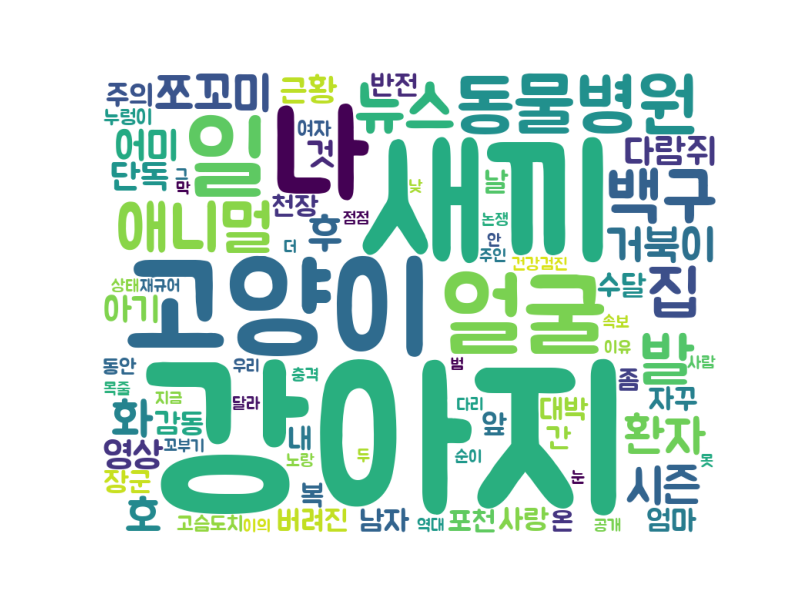 주의 쪼꼬미 근황 반전 뉴스 동물병원
누렁이 일 나 여자 것 새끼
어미 단독 그 막 낮 날 다람쥐
애니멀 천장 점점 후 더 논쟁 안 주인 백구 거북이
상태 재규어 고양이 건강검진 얼굴 수달 집
아기 속보
동안 우리 충격 범 이유 발 사람
목줄 지금 달라 강아지 다리 대박 좀 자꾸
화 감동 내 두 앞 간 환자
영상 꼬부기 노랑 순이 눈 못
장군 복 시즌
호 고슴도치 이의 버려진 남자 역대 포천 사랑 온 공개 엄마